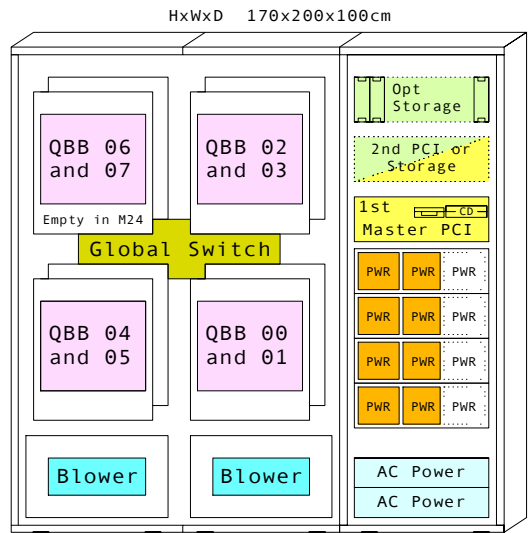 HxWxD 170x200x100cm
QBB 06
and 07
Empty in M24
QBB 02
and 03
Global Switch
QBB 04
and 05
QBB 00
and 01
Blower
Blower
Opt
Storage
2nd PCI or
Storage
1st
CD
Master PCI
PWR PWR PWR
PWR PWR PWR
PWR PWR PWR
PWR PWR PWR
AC Power
AC Power